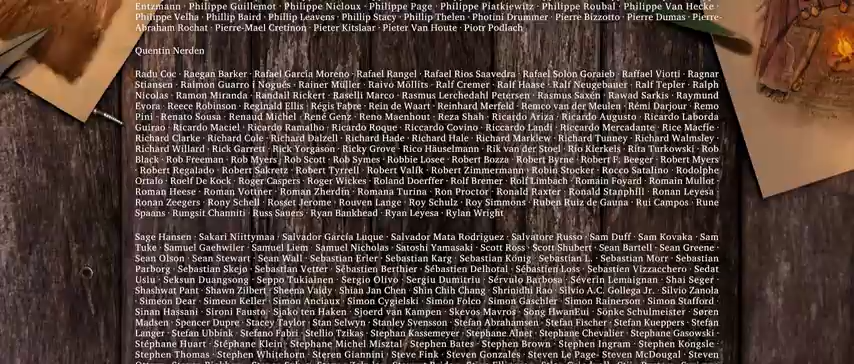 Entzmann · Philippe Guillemot · Philippe Nicloux · Philippe Page · Philippe Piatkiewitz · Philippe Roubal · Philippe Van Hecke ·
Philippe Velha · Phillip Baird · Phillip Leavens · Phillip Stacy · Phillip Thelen · Photini Drummer · Pierre Bizzotto · Pierre Dumas · Pierre-
Abraham Rochat · Pierre-Mael Cretinon · Pieter Kitslaar · Pieter Van Houte · Piotr Podlach
Quentin Nerden
Radu Coc · Raegan Barker · Rafael García Moreno · Rafael Rangel · Rafael Rios Saavedra · Rafael Solon Goraieb · Raffael Viotti · Ragnar
Stiansen · Raimon Guarro i Nogués · Rainer Müller · Raivo Möllits · Ralf Cremer · Ralf Haase · Ralf Neugebauer · Ralf Tepler · Ralph
Nicolas · Ramon Miranda · Randall Rickert · Raselli Marco · Rasmus Lerchedahl Petersen · Rasmus Saxén · Rawad Sarkis · Raymund
Evora · Reece Robinson · Reginald Ellis · Régis Fabre · Rein de Waart · Reinhard Merfeld · Remco van der Meulen · Rémi Darjour · Remo
Pini · Renato Sousa · Renaud Michel · René Genz · Reno Maenhout · Reza Shah · Ricardo Ariza · Ricardo Augusto · Ricardo Laborda
Guirao · Ricardo Maciel · Ricardo Ramalho · Ricardo Roque · Riccardo Covino · Riccardo Landi · Riccardo Mercadante · Rice Macfie ·
Richard Clarke · Richard Cole · Richard Dalzell · Richard Hade · Richard Hale · Richard Marklew · Richard Tunney · Richard Walmsley ·
Richard Willard · Rick Garrett · Rick Yorgason · Ricky Grove · Rico Häuselmann · Rik van der Stoel · Rio Kierkels · Rita Turkowski · Rob
Black · Rob Freeman · Rob Myers · Rob Scott · Rob Symes · Robbie Losee · Robert Bozza · Robert Byrne · Robert F. Beeger · Robert Myers
· Robert Regalado · Robert Sakretz · Robert Tyrrell · Robert Valfik · Robert Zimmermann · Robin Stocker · Rocco Satalino · Rodolphe
Ortalo · Roelf De Kock · Roger Caspers · Roger Wickes · Roland Doerffer · Rolf Bremer · Rolf Limbach · Romain Foyard · Romain Mullot ·
Roman Heese · Roman Vottner · Roman Zherdin · Romana Turina · Ron Proctor · Ronald Raxter · Ronald Stapphill · Ronan Leyesa ·
Ronan Zeegers · Rony Schell · Rosset Jerome · Rouven Lange · Roy Schulz · Roy Simmons · Ruben Ruiz de Gauna · Rui Campos · Rune
Spaans · Rungsit Chamniti · Russ Sauers · Ryan Bankhead · Ryan Leyesa · Rylan Wright
Sage Hansen · Sakari Niittymaa · Salvador García Luque · Salvador Mata Rodriguez · Salvatore Russo · Sam Duff · Sam Kovaka · Sam
Tuke · Samuel Gaehwiler · Samuel Liem · Samuel Nicholas · Satoshi Yamasaki · Scott Ross · Scott Shubert · Sean Bartell · Sean Greene ·
Sean Olson · Sean Stewart · Sean Wall · Sebastian Erler · Sebastian Karg · Sebastian König · Sebastian L. · Sebastian Morr · Sebastian
Parborg · Sebastian Skejø · Sebastian Vetter · Sébastien Berthier · Sébastien Delhotal · Sébastien Loss · Sebastien Vizzacchero · Sedat
Uslu · Seksun Duangsong · Seppo Tukiainen · Sergio Olivó · Sergiu Dumitriu · Sérvulo Barbosa · Séverin Lemaignan · Shai Seger ·
Shashwat Pant · Shawn Zilbert · Sheena Vaidy · Shian Jan Chen · Shin Chih Chang · Shrinidhi Rao · Silvio A.C. Gollega Jr. · Silvio Zanola
· Simeon Dear · Simeon Keller · Simon Anciaux · Simon Cygielski · Simon Folco · Simon Gaschler · Simon Rainerson · Simon Stafford ·
Sinan Hassani · Sironi Fausto · Sjako ten Haken · Sjoerd van Kampen · Skevos Mavros · Song HwanEui · Sönke Schulmeister · Søren
Madsen · Spencer Dupre · Stacey Taylor · Stan Selwyn · Stanley Svensson · Stefan Abrahamsen · Stefan Fischer · Stefan Kueppers · Stefan
Langer · Stefan Ubbink · Stefano Fabri · Stellio Tzikas · Stephan Kassemeyer · Stephane Alnet · Stephane Chevalier · Stephane Gasowski ·
Stéphane Huart · Stéphane Klein · Stephane Michel Misztal · Stephen Bates · Stephen Brown · Stephen Ingram · Stephen Kongsle ·
Stephen Thomas · Stephen Whitehorn · Steren Giannini · Steve Fink · Steven Gonzales · Steven Le Page · Steven McDougal · Steven